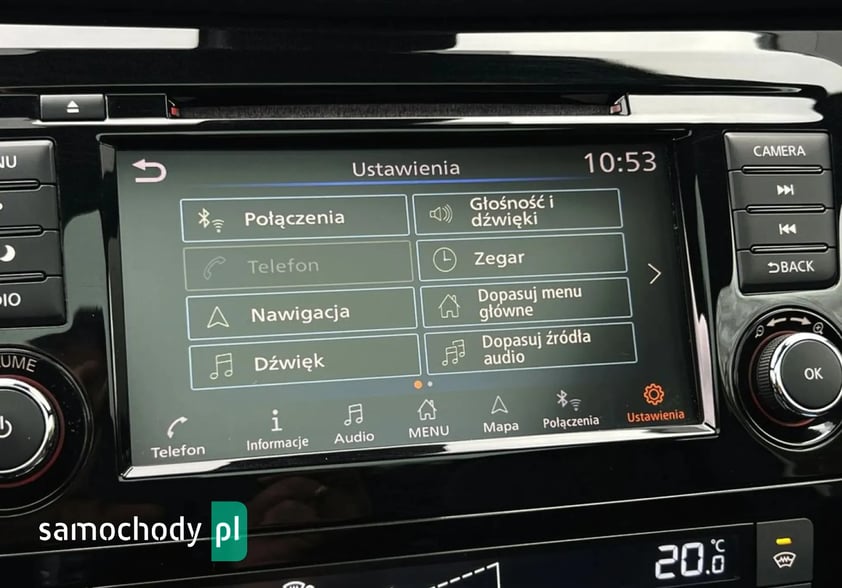 Ustawienia
10:53
CAMERA
Połączenia
Głośność i
dźwięki
Telefon
Zegar
BACK
Nawigacja
Dopasuj menu
główne
Dźwięk
Dopasuj źródła
audio
OK
Telefon
Informacje
Audio
MENU
Mapa
Połączenia
Ustawienia
samochody pl
20.0 °C